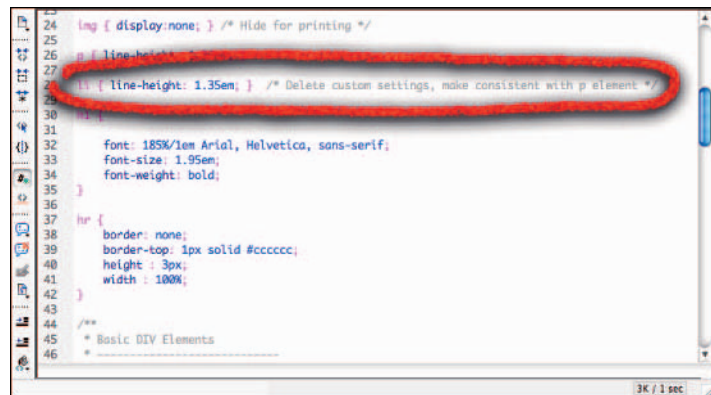 24 img { display:none; } /* Hide for printing */
25
26 p { line-height:
27
28 li { line-height: 1.35em; } /* Delete custom settings, make consistent with p element */
29
30 {
31
32 font: 185%/1em Arial, Helvetica, sans-serif;
33 font-size: 1.95em;
34 font-weight: bold;
35 }
36
37 hr {
38 border: none;
39 border-top: 1px solid #cccccc;
40 height : 3px;
41 width : 100%;
42 }
43
44 /**
45 * Basic DIV Elements
46 * ----------------------------
3K / 1 sec